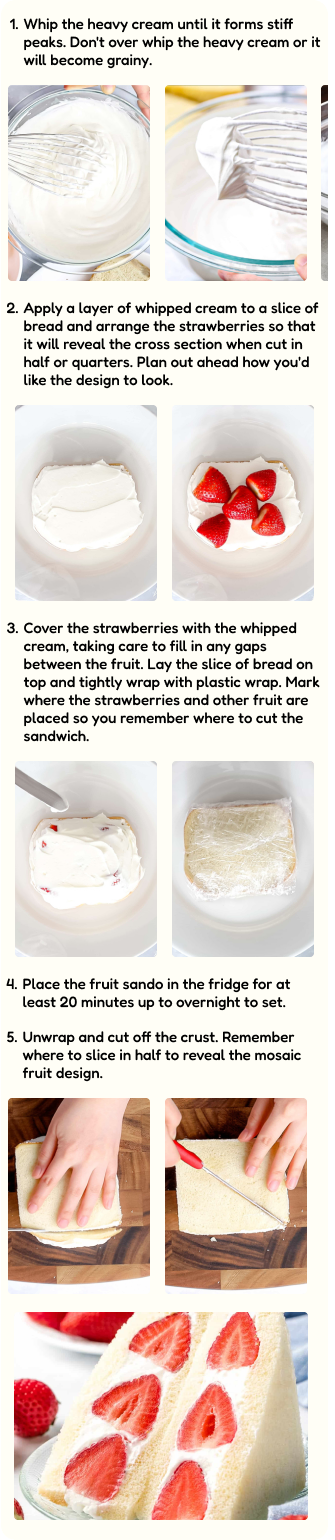 1. Whip the heavy cream until it forms stiff
peaks. Don't over whip the heavy cream or it
will become grainy.
2. Apply a layer of whipped cream to a slice of
bread and arrange the strawberries so that
it will reveal the cross section when cut in
half or quarters. Plan out ahead how you'd
like the design to look.
3. Cover the strawberries with the whipped
cream, taking care to fill in any gaps
between the fruit. Lay the slice of bread on
top and tightly wrap with plastic wrap. Mark
where the strawberries and other fruit are
placed so you remember where to cut the
sandwich.
4. Place the fruit sando in the fridge for at
least 20 minutes up to overnight to set.
5. Unwrap and cut off the crust. Remember
where to slice in half to reveal the mosaic
fruit design.